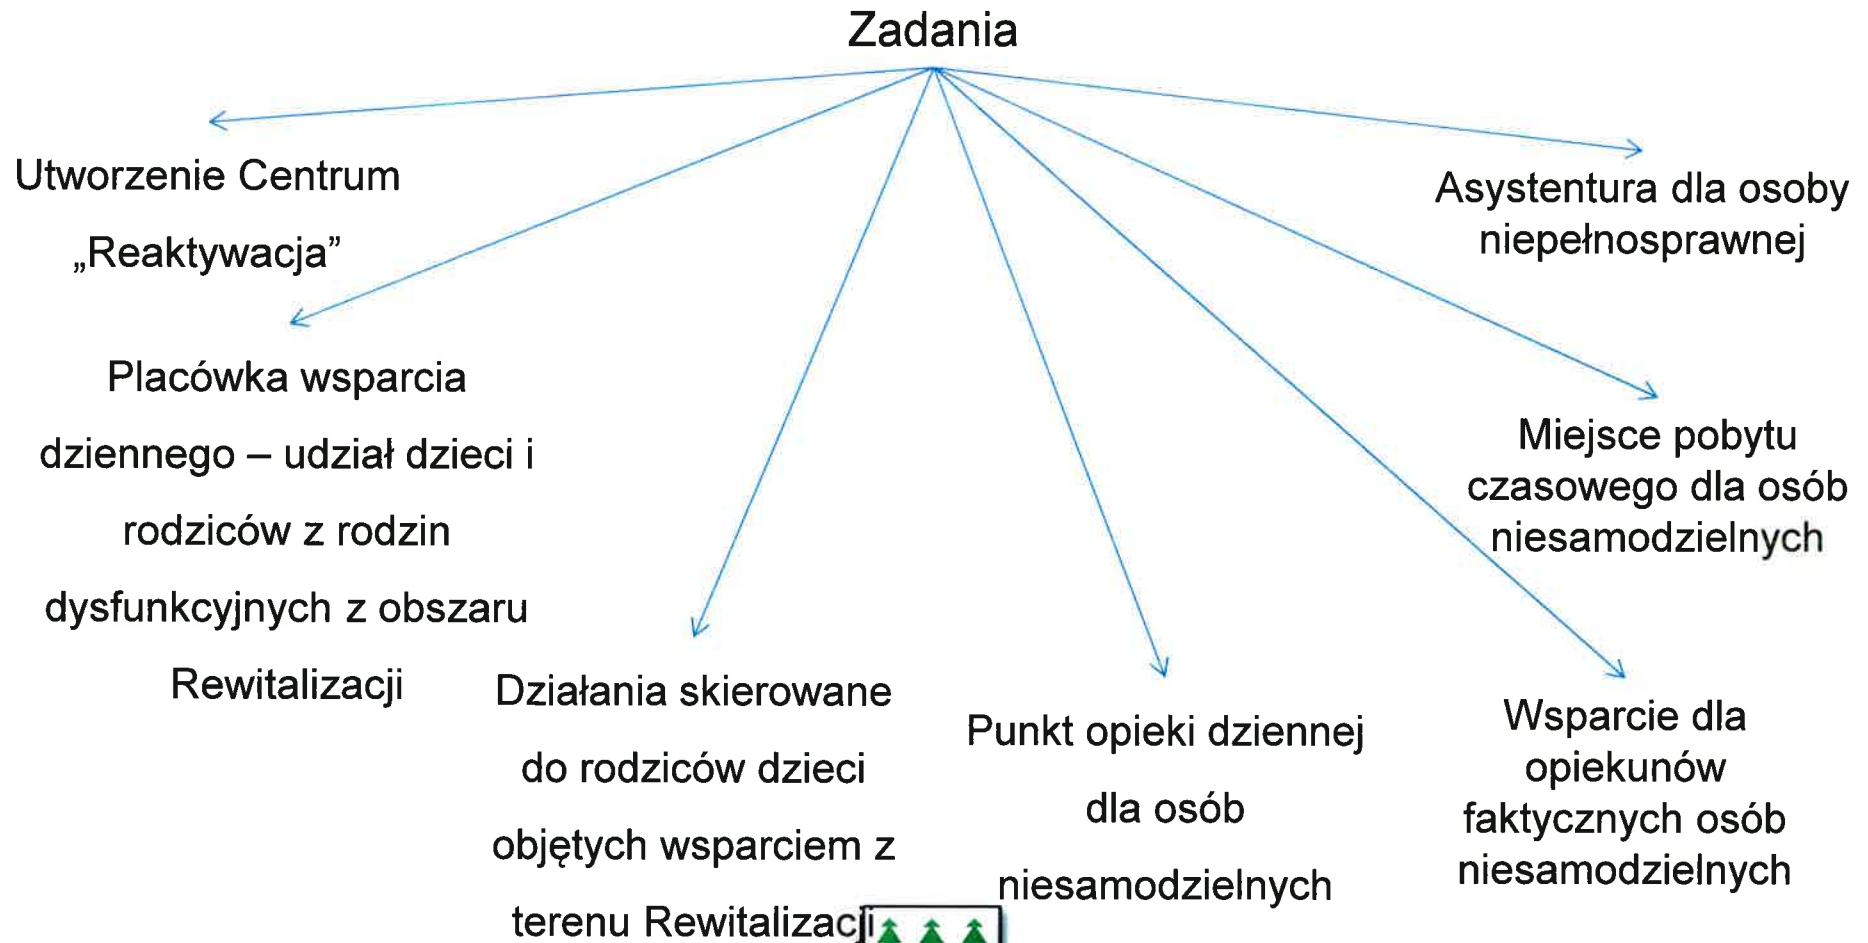 Zadania
Utworzenie Centrum
„Reaktywacja”
Placówka wsparcia
dziennego – udział dzieci i
rodziców z rodzin
dysfunkcyjnych z obszaru
Rewitalizacji
Działania skierowane
do rodziców dzieci
objętych wsparciem z
terenu Rewitalizacji
Punkt opieki dziennej
dla osób
niesamodzielnych
Wsparcie dla
opiekunów
faktycznych osób
niesamodzielnych
Miejsce pobytu
czasowego dla osób
niesamodzielnych
Asystentura dla osoby
niepełnosprawnej